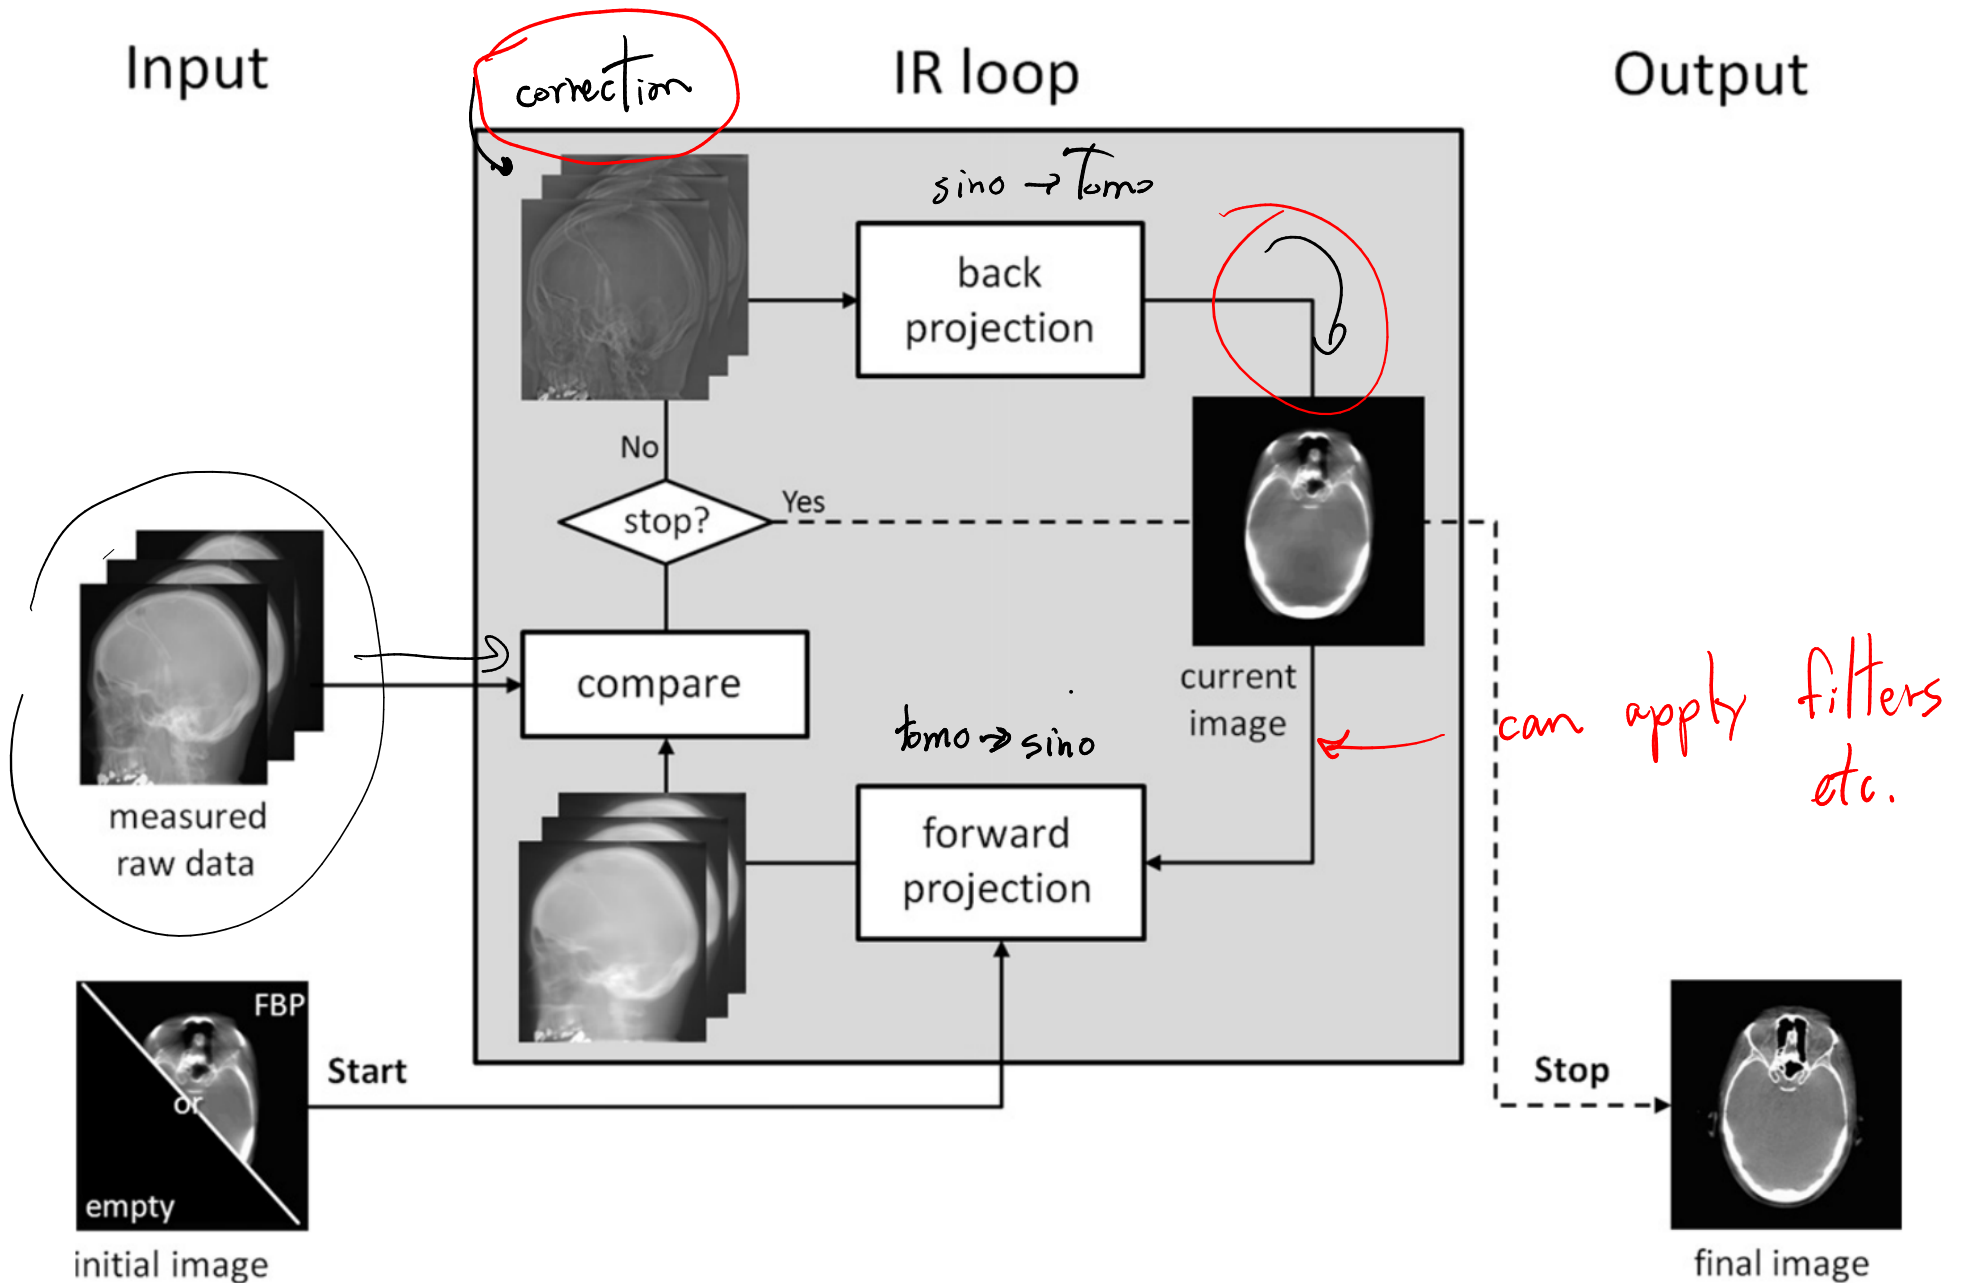 Input
correction
IR loop
Output
sino → Tomo
back
projection
No
stop?
Yes
compare
current
image
can apply filters
etc.
tomo → sino
measured
raw data
forward
projection
FBP
or
empty
Start
Stop
initial image
final image